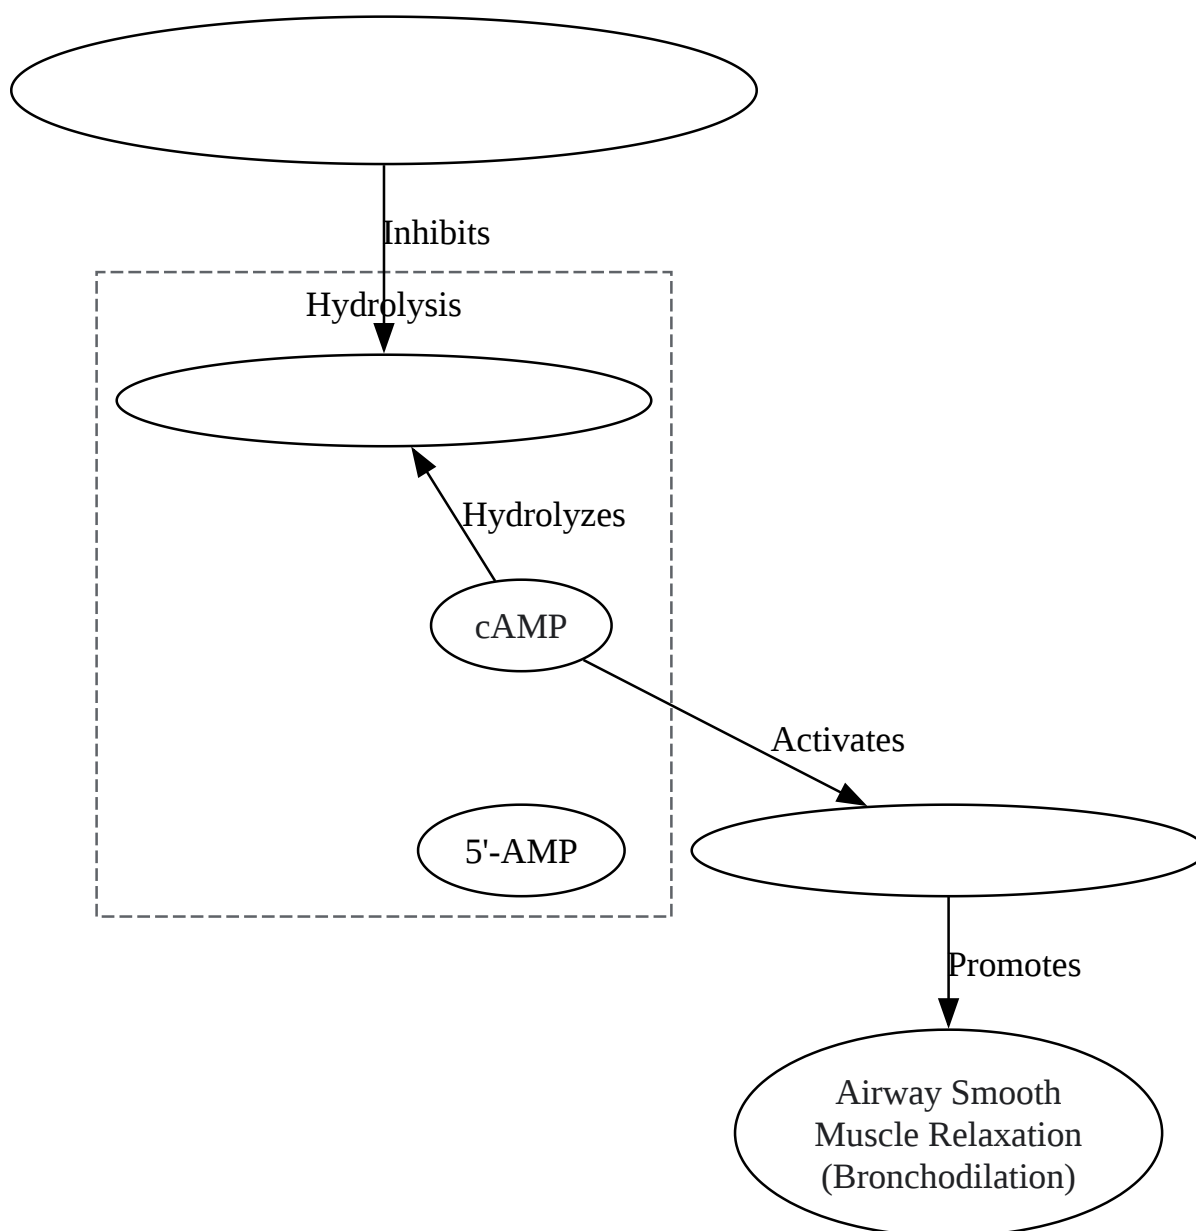 Inhibits
Hydrolysis
Hydrolyzes
cAMP
Activates
5'-AMP
Promotes
Airway Smooth
Muscle Relaxation
(Bronchodilation)